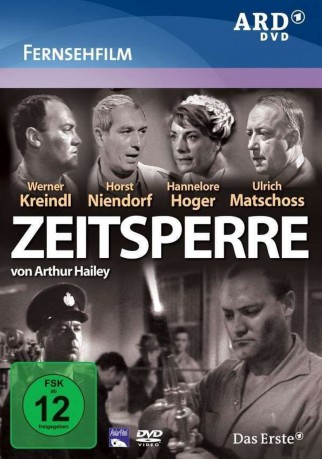 ARD
DVD
FERNSEHFILM
Werner Kreindl
Horst Niendorf
Hannelore Hoger
Ulrich Matschoss
ZEITSPERRE
von Arthur Hailey
FSK
ab
12
freigegeben
DVD
VIDEO
Das Erste